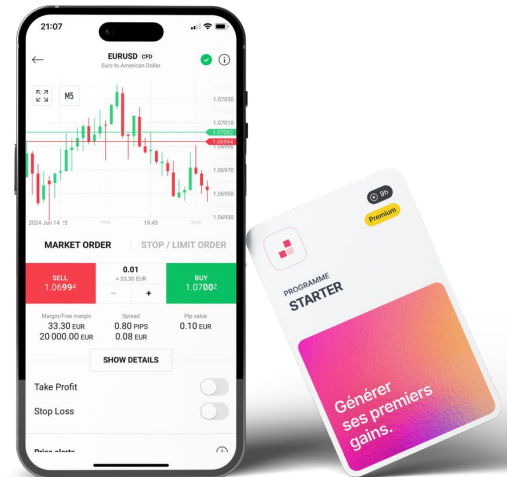 21:07
EURUSD CFD
Euro to American Dollar
M5
1.07030
1.07010
1.07002
1.06994
1.06990
1.06970
1.06950
1.06930
2024 Jun 14
19:45
MARKET ORDER
STOP / LIMIT ORDER
SELL
1.06994
0.01
≈ 33.30 EUR
− +
BUY
1.07002
Margin/Free margin
33.30 EUR
20 000.00 EUR
Spread
0.80 PIPS
0.08 EUR
Pip value
0.10 EUR
SHOW DETAILS
Take Profit
Stop Loss
Price alerts
9h
Premium
PROGRAMME
STARTER
Générer
ses premiers
gains.